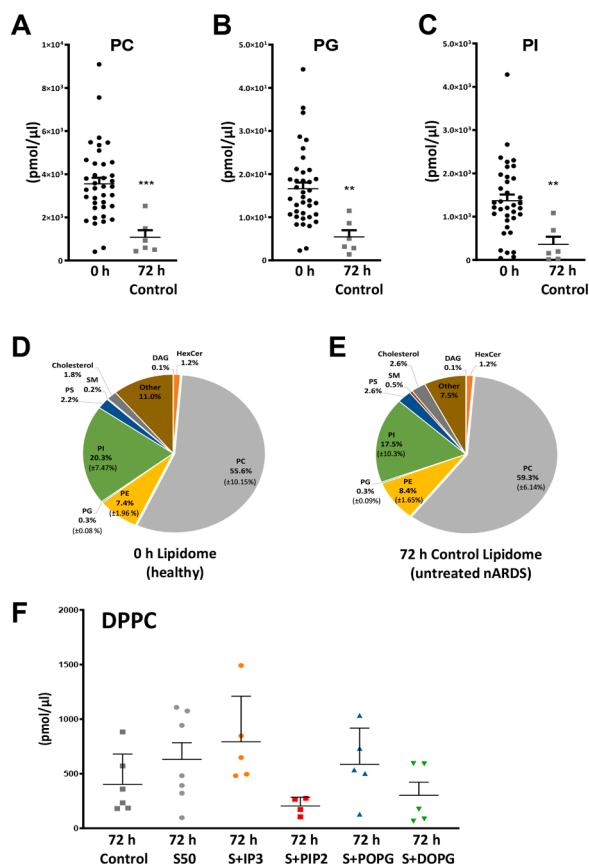 A
PC
(pmol/µl)
1×10⁴
8×10³
6×10³
4×10³
2×10³
0
***
0 h
72 h
Control
B
PG
(pmol/µl)
5.0×10¹
4.0×10¹
3.0×10¹
2.0×10¹
1.0×10¹
0
**
0 h
72 h
Control
C
PI
(pmol/µl)
5.0×10³
4.0×10³
3.0×10³
2.0×10³
1.0×10³
0
**
0 h
72 h
Control
D
DAG
0.1%
HexCer
1.2%
Cholesterol
1.8%
SM
0.2%
PS
2.2%
Other
11.0%
PI
20.3%
(±7.47%)
PC
55.6%
(±10.15%)
PE
7.4%
(±1.96 %)
PG
0.3%
(±0.08 %)
0 h Lipidome
(healthy)
E
DAG
0.1%
HexCer
1.2%
Cholesterol
2.6%
SM
0.5%
PS
2.6%
Other
7.5%
PI
17.5%
(±10.3%)
PC
59.3%
(±6.14%)
PG
0.3%
(±0.09%)
PE
8.4%
(±1.65%)
72 h Control Lipidome
(untreated nARDS)
F
DPPC
(pmol/µl)
2000
1500
1000
500
0
72 h
Control
72 h
S50
72 h
S+IP3
72 h
S+PIP2
72 h
S+POPG
72 h
S+DOPG